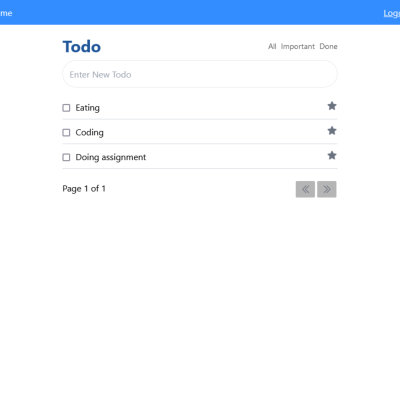 me Log
Todo All Important Done
Enter New Todo
Eating
Coding
Doing assignment
Page 1 of 1